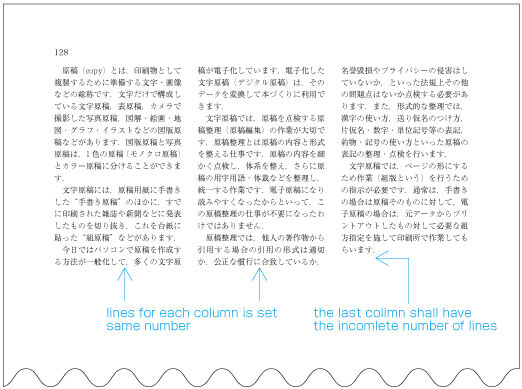 128
　原稿（copy）とは，印刷物として
複製するために準備する文字・画像
などの総称です．文字だけで構成し
ている文字原稿，表原稿，カメラで
撮影した写真原稿，図解・絵画・地
図・グラフ・イラストなどの図版原
稿などがあります．図版原稿と写真
原稿は，1色の原稿（モノクロ原稿）
とカラー原稿に分けることができま
す．
　文字原稿には，原稿用紙に手書き
した“手書き原稿”のほかに，すで
に印刷された雑誌や新聞などに発表
したものを切り抜き，これを台紙に
貼った“組原稿”などがあります．
　今日ではパソコンで原稿を作成す
る方法が一般化して，多くの文字原
稿が電子化しています．電子化した
文字原稿（デジタル原稿）は，その
データを変換して本づくりに利用で
きます．
　文字原稿では，原稿を点検する原
稿整理（原稿編集）の作業が大切で
す．原稿整理とは原稿の内容と形式
を整える仕事です．原稿の内容を細
かく点検し，体系を整え，さらに原
稿の用字用語・体裁などを整理し，
統一する作業です．電子原稿になり
読みやすくなったからといって，こ
の原稿整理の仕事が不要になったわ
けではありません．
　原稿整理では，他人の著作物から
引用する場合の引用の形式は適切
か，公正な慣行に合致しているか，
名誉毀損やプライバシーの侵害はし
ていないか，といった法規上その他
の問題点はないか点検する必要があ
ります．また，形式的な整理では，
漢字の使い方，送り仮名のつけ方，
片仮名・数字・単位記号等の表記，
約物・記号の使い方といった原稿の
表記の整理・点検を行います．
　文字原稿では，ページの形にする
ため作業（組版という）を行うため
の指示が必要です．通常は，手書き
の場合は原稿そのものに対して，電
子原稿の場合は，元データからプリ
ントアウトしたもの対して必要な組
方指定を施して印刷所で作業しても
らいます．
lines for each column is set
same number
the last colimn shall have
the incomlete number of lines